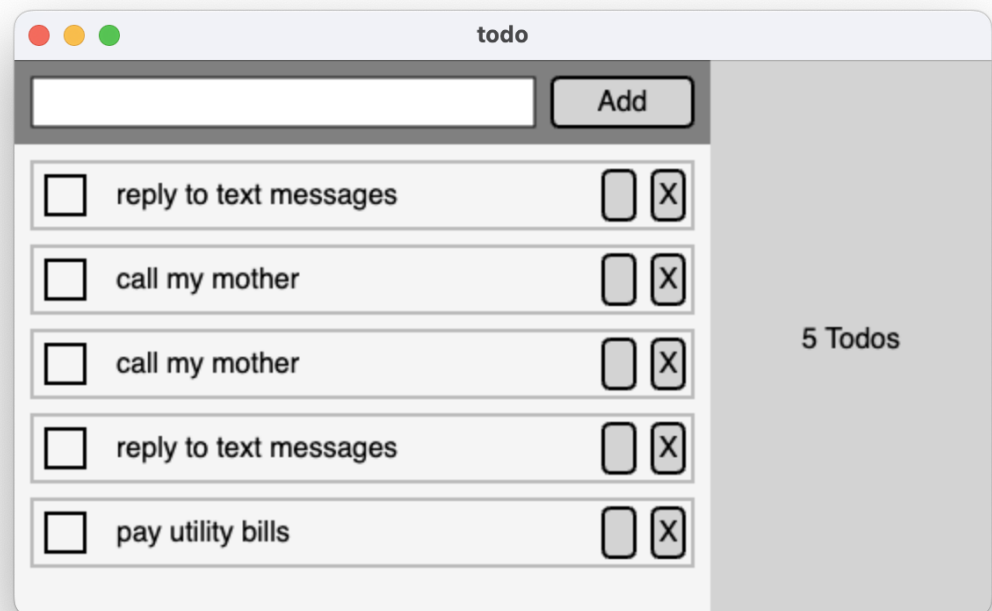 todo
Add
reply to text messages X
call my mother X
call my mother X
reply to text messages X
pay utility bills X
5 Todos